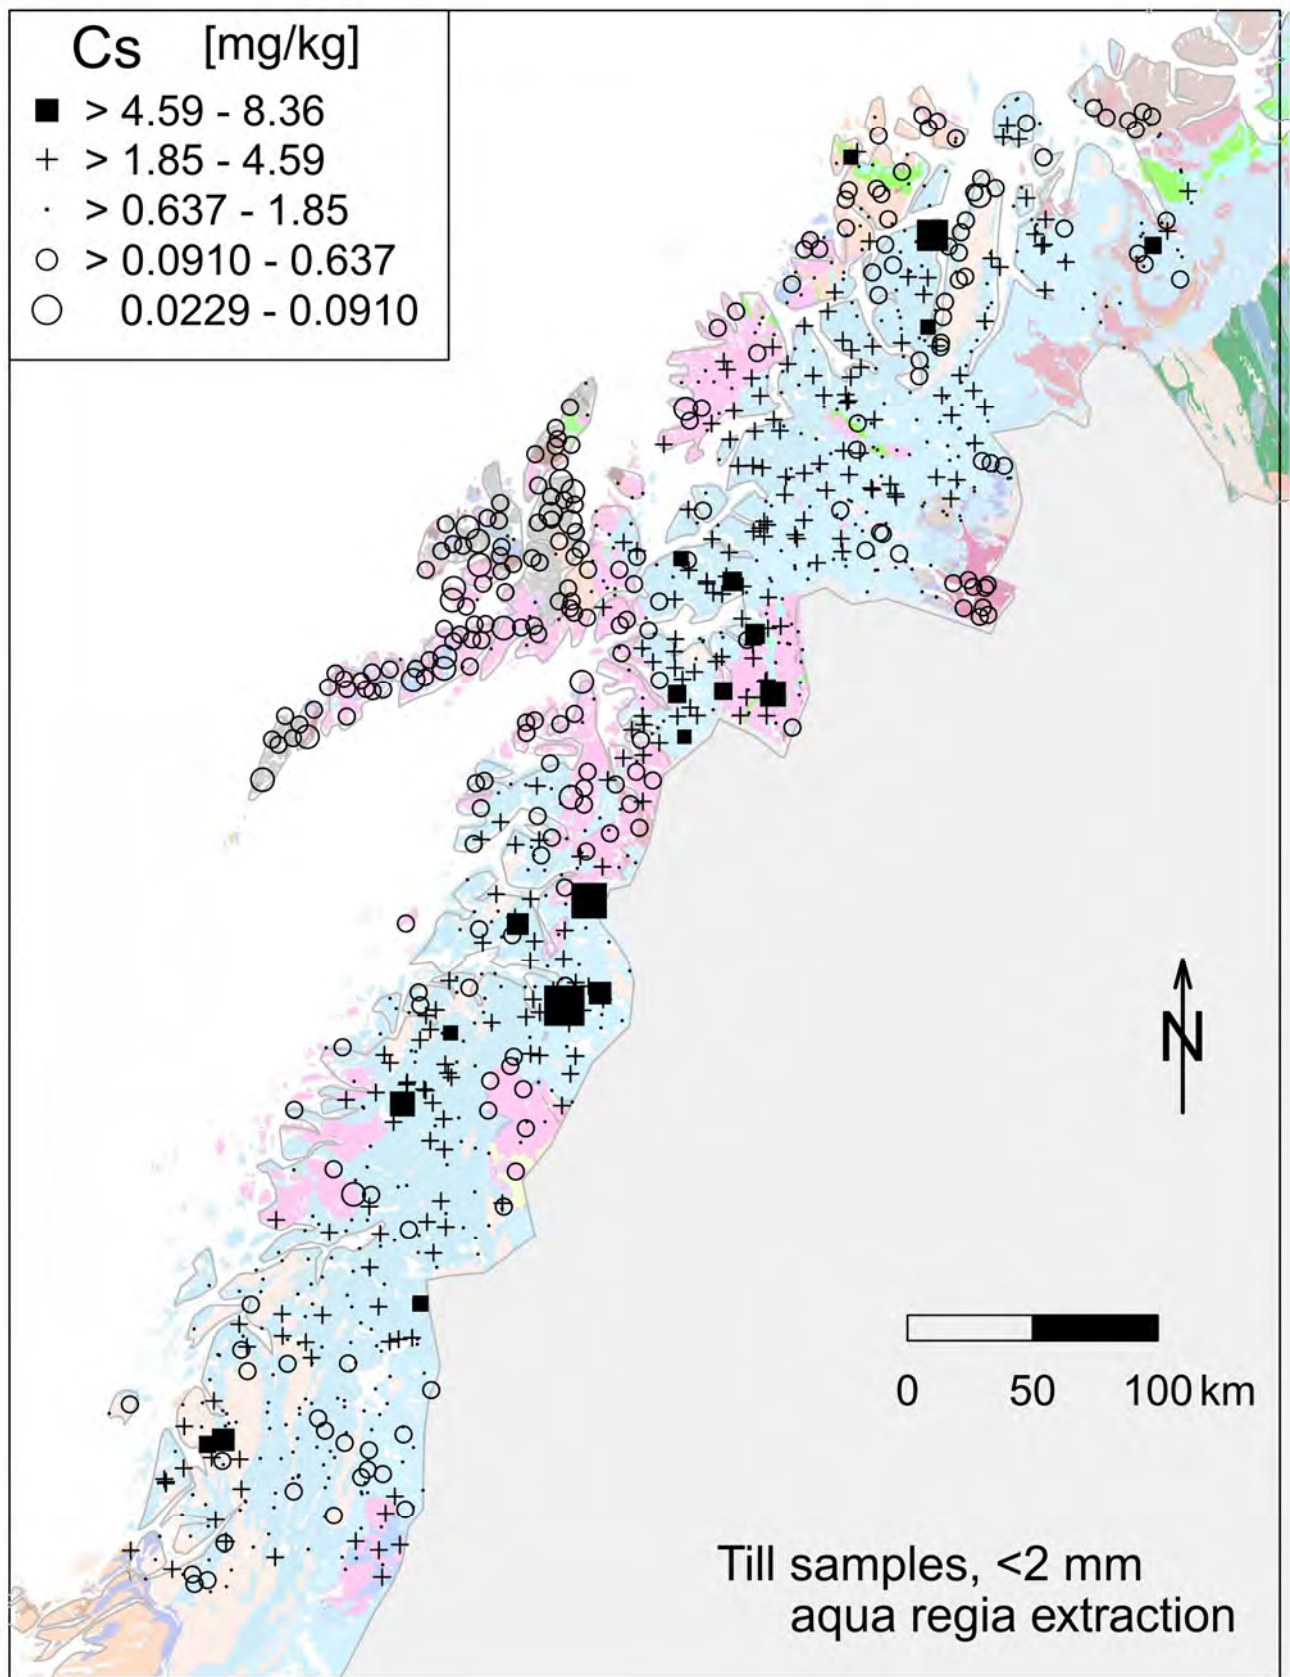 Cs [mg/kg]
> 4.59 - 8.36
> 1.85 - 4.59
> 0.637 - 1.85
> 0.0910 - 0.637
0.0229 - 0.0910
N
0 50 100 km
Till samples, <2 mm
aqua regia extraction